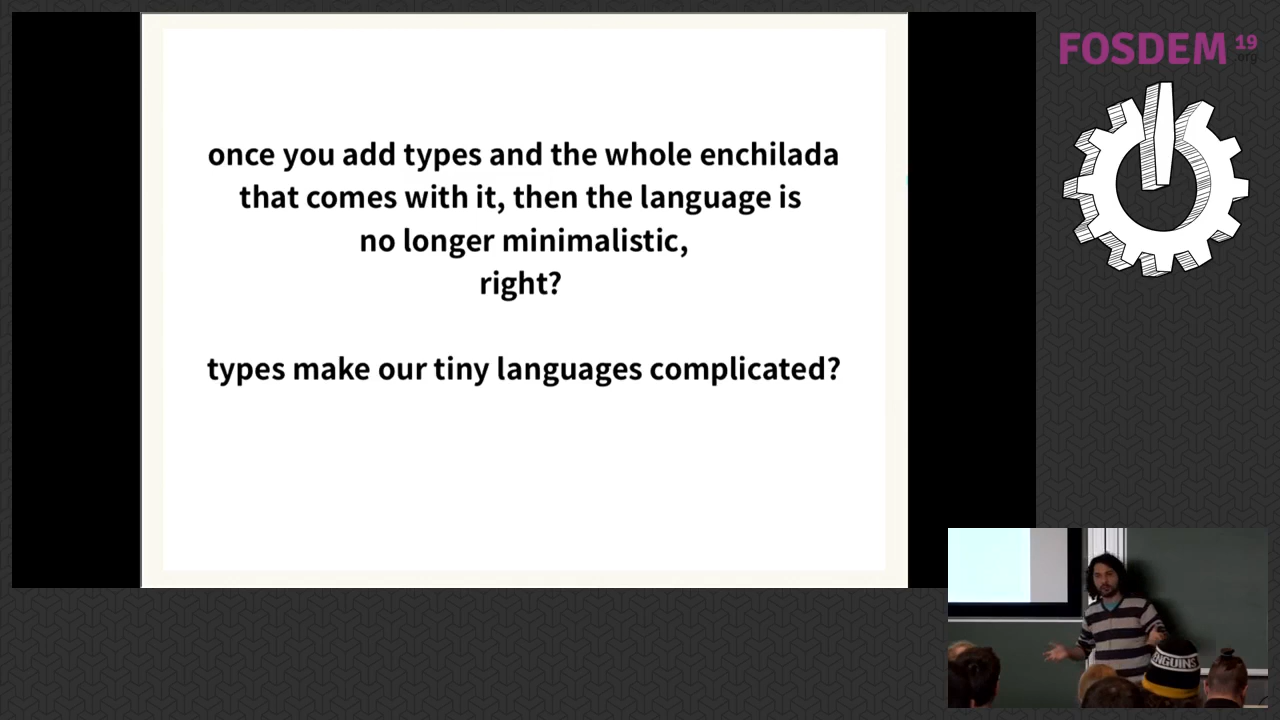 once you add types and the whole enchilada
that comes with it, then the language is
no longer minimalistic,
right?
types make our tiny languages complicated?
FOSDEM 19
.org
ENGUINS